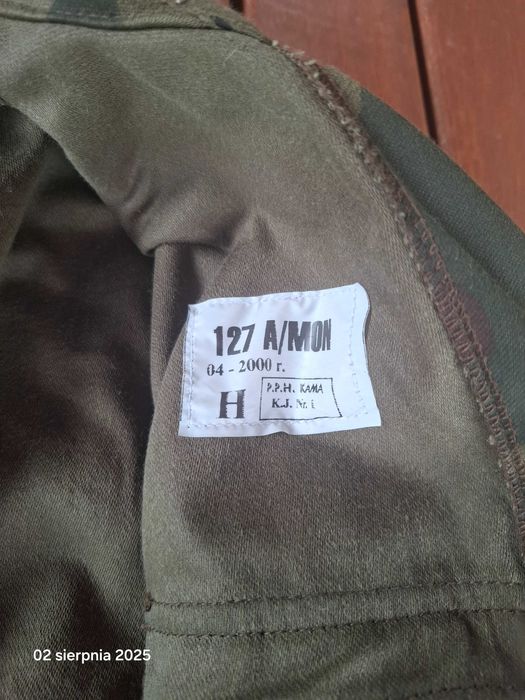 127 A/MON
04 - 2000 r.
H
P.P.H. KAMA
K.J. Nr. 1
02 sierpnia 2025